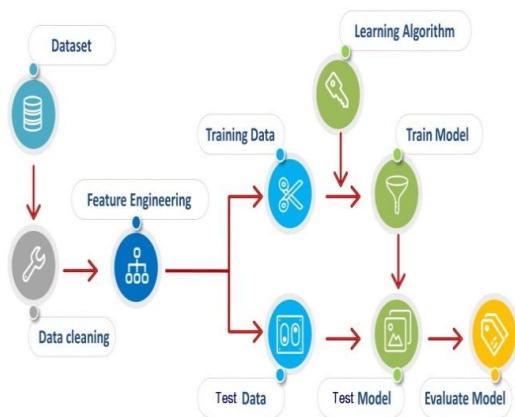 Learning Algorithm
Dataset
Training Data
Train Model
Feature Engineering
Data cleaning
Test Data
Test Model
Evaluate Model